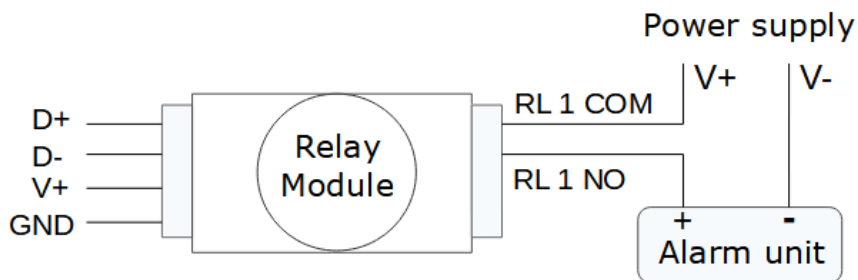 Power supply
V+ V-
RL 1 COM
D+
D-
V+
GND
Relay
Module
RL 1 NO
+ -
Alarm unit